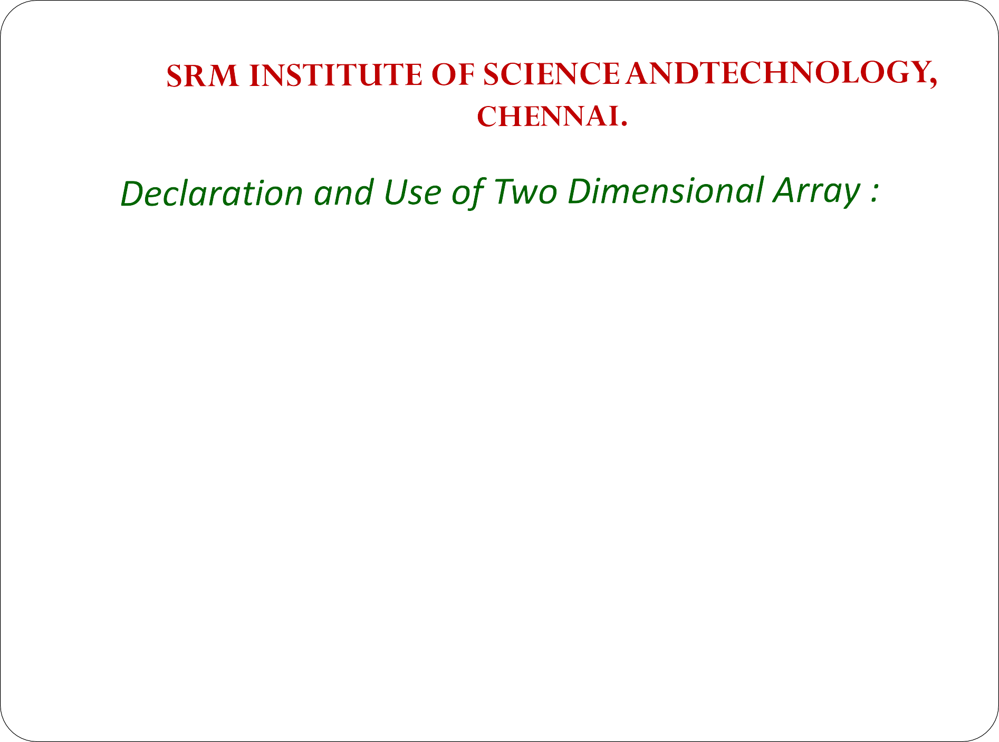 SRM INSTITUTE OF SCIENCE ANDTECHNOLOGY,
CHENNAI.
Declaration and Use of Two Dimensional Array :